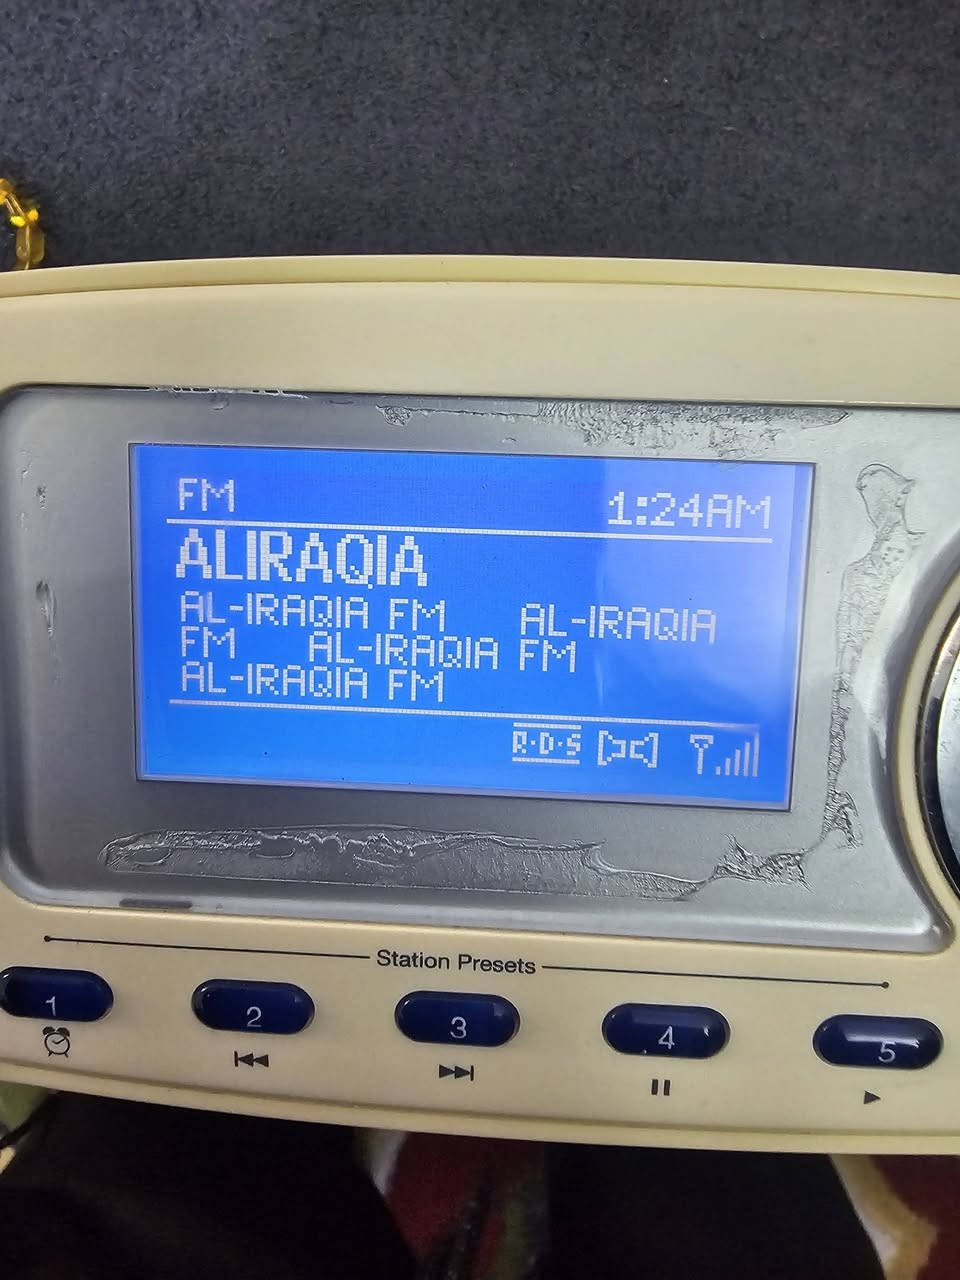 FM 1:24AM
ALIRAQIA
AL-IRAQIA FM AL-IRAQIA
FM AL-IRAQIA FM
AL-IRAQIA FM
R·D·S
Station Presets
1 2 3 4 5